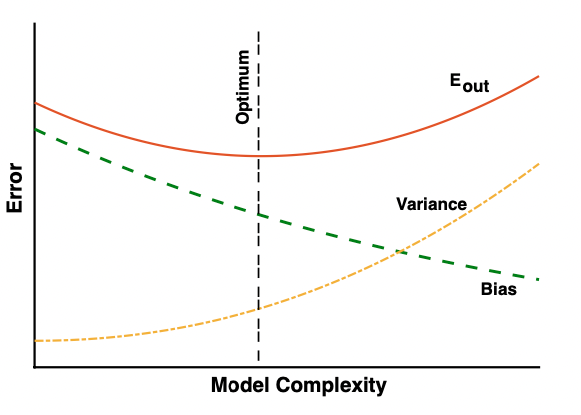 Optimum
E out
Variance
Bias
Error
Model Complexity